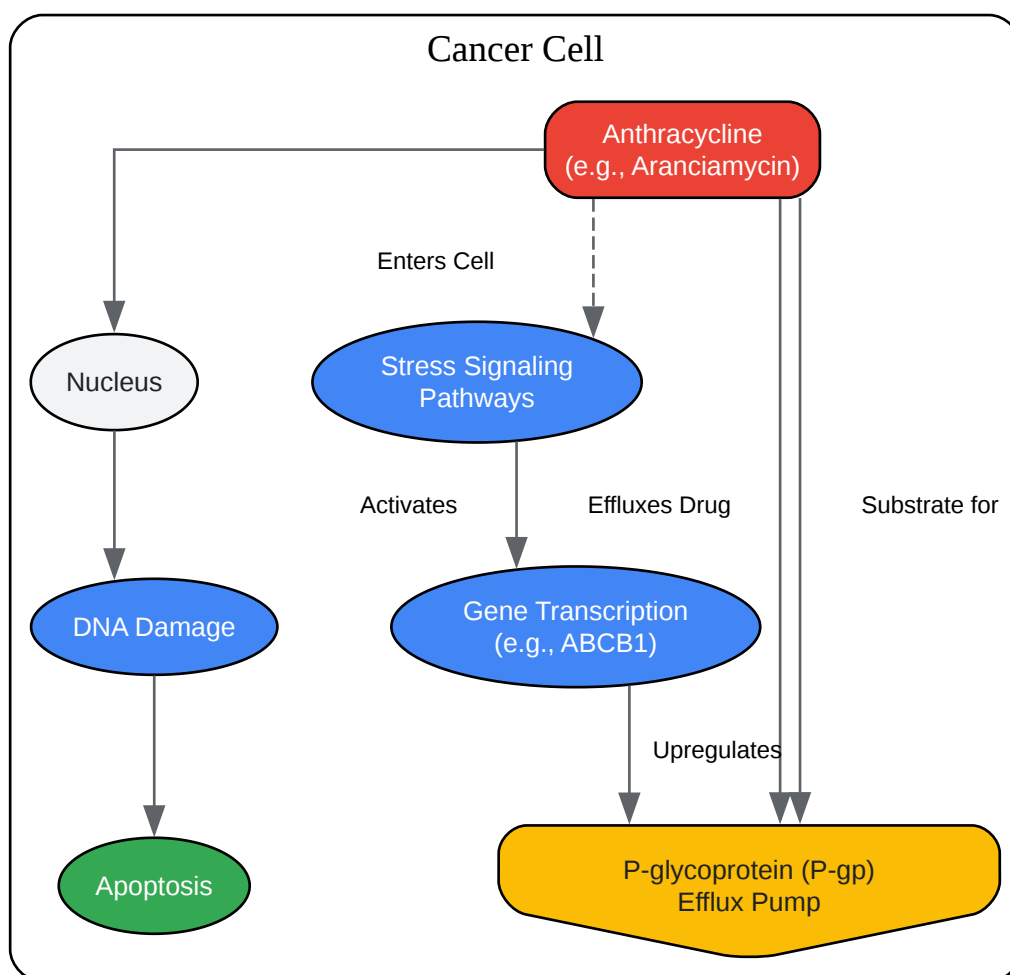 Cancer Cell
Anthracycline
(e.g., Aranciamycin)
Enters Cell
Nucleus
Stress Signaling
Pathways
Activates
Effluxes Drug
Substrate for
DNA Damage
Gene Transcription
(e.g., ABCB1)
Upregulates
Apoptosis
P-glycoprotein (P-gp)
Efflux Pump